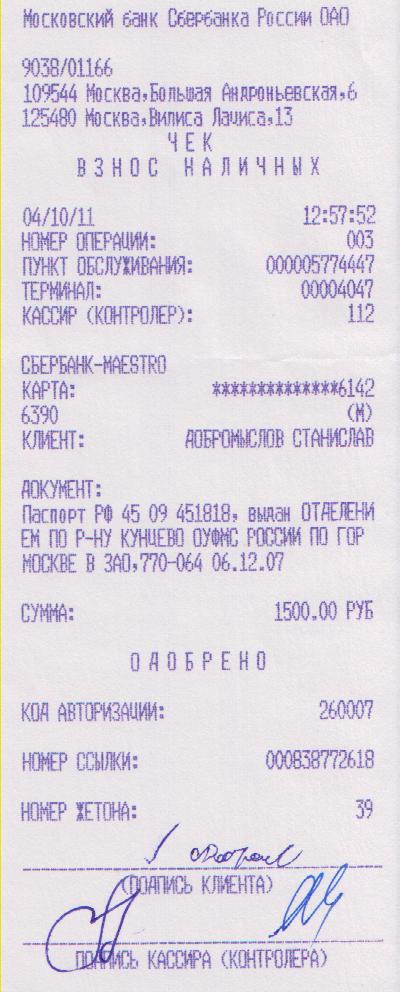 Московский банк Сбербанка России ОАО
9038/01166
109544 Москва,Большая Андроньевская,6
125480 Москва,Вилиса Лациса,13
ЧЕК
ВЗНОС НАЛИЧНЫХ
04/10/11 12:57:52
НОМЕР ОПЕРАЦИИ: 003
ПУНКТ ОБСЛУЖИВАНИЯ: 000005774447
ТЕРМИНАЛ: 00004047
КАССИР (КОНТРОЛЕР): 112
СБЕРБАНК-MAESTRO
КАРТА: **************6142
6390 (М)
КЛИЕНТ: ДОБРОМЫСЛОВ СТАНИСЛАВ
ДОКУМЕНТ:
Паспорт РФ 45 09 451818, выдан ОТДЕЛЕНИ
ЕМ ПО Р-НУ КУНЦЕВО ОУФМС РОССИИ ПО ГОР
МОСКВЕ В ЗАО,770-064 06.12.07
СУММА: 1500.00 РУБ
ОДОБРЕНО
КОД АВТОРИЗАЦИИ: 260007
НОМЕР ССЫЛКИ: 000838772618
НОМЕР ЖЕТОНА: 39
(ПОДПИСЬ КЛИЕНТА)
ПОДПИСЬ КАССИРА (КОНТРОЛЕРА)